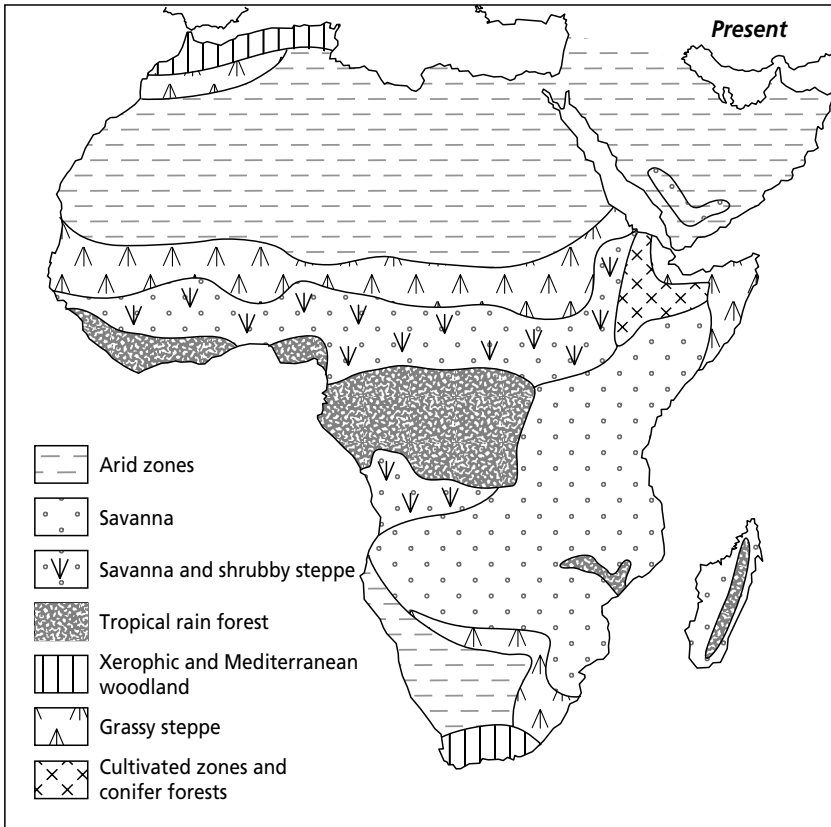 Present
Arid zones
Savanna
Savanna and shrubby steppe
Tropical rain forest
Xerophic and Mediterranean
woodland
Grassy steppe
Cultivated zones and
conifer forests